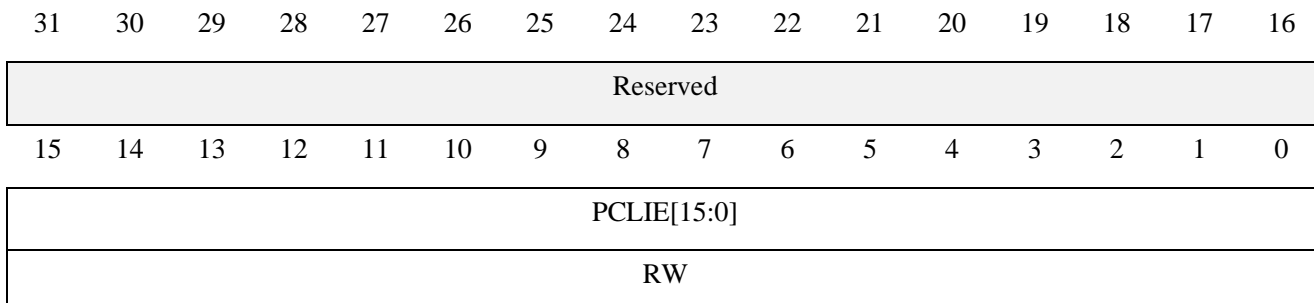 31 30 29 28 27 26 25 24 23 22 21 20 19 18 17 16
Reserved
15 14 13 12 11 10 9 8 7 6 5 4 3 2 1 0
PCLIE[15:0]
RW